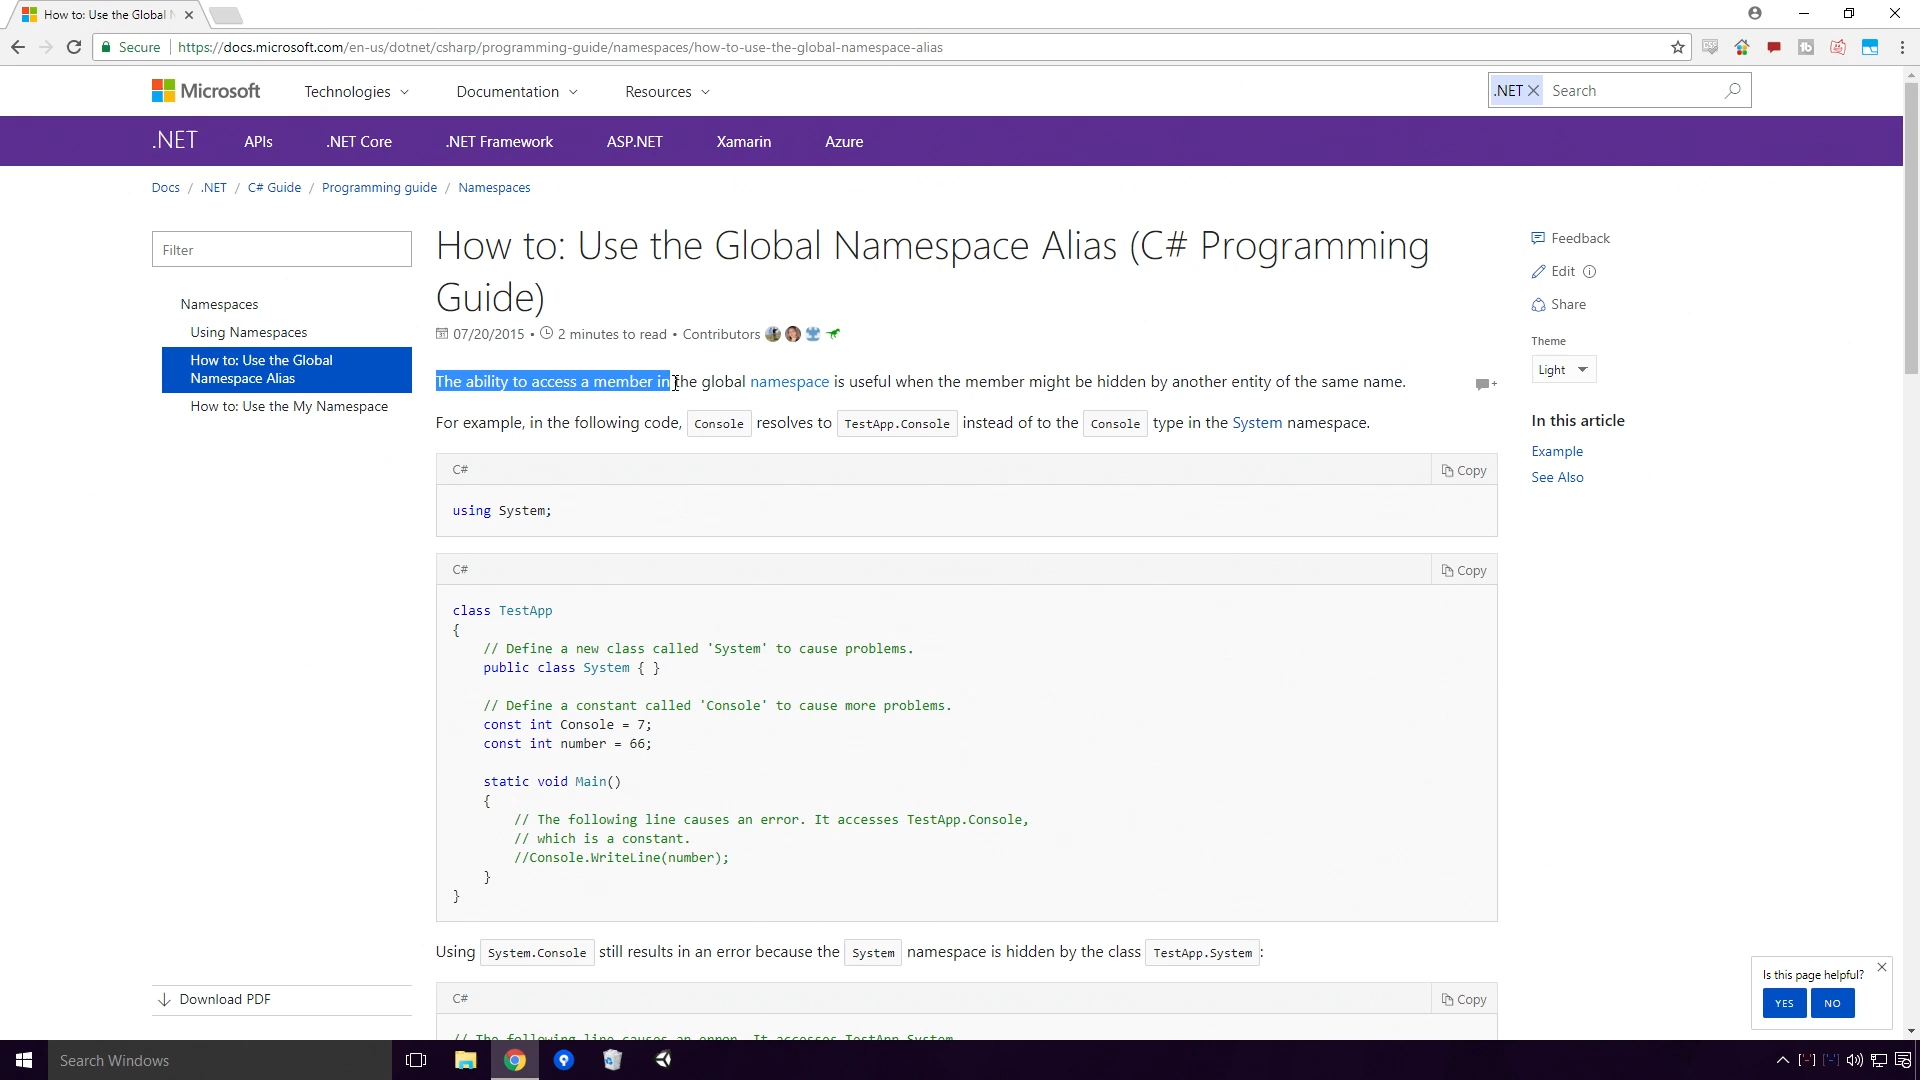 How to: Use the Global N
Secure
https://docs.microsoft.com/en-us/dotnet/csharp/programming-guide/namespaces/how-to-use-the-global-namespace-alias
Microsoft Technologies Documentation Resources
.NET Search
.NET APIs .NET Core .NET Framework ASP.NET Xamarin Azure
Docs / .NET / C# Guide / Programming guide / Namespaces
Filter
Namespaces
Using Namespaces
How to: Use the Global
Namespace Alias
How to: Use the My Namespace
Download PDF
How to: Use the Global Namespace Alias (C# Programming
Guide)
07/20/2015 • 2 minutes to read • Contributors
The ability to access a member in the global namespace is useful when the member might be hidden by another entity of the same name.
For example, in the following code, Console resolves to TestApp.Console instead of to the Console type in the System namespace.
C# Copy
using System;
C# Copy
class TestApp
{
// Define a new class called 'System' to cause problems.
public class System { }
// Define a constant called 'Console' to cause more problems.
const int Console = 7;
const int number = 66;
static void Main()
{
// The following line causes an error. It accesses TestApp.Console,
// which is a constant.
//Console.WriteLine(number);
}
}
Using System.Console still results in an error because the System namespace is hidden by the class TestApp.System :
C# Copy
// The following line causes an error. It accesses TestApp.System
Feedback
Edit
Share
Theme
Light
In this article
Example
See Also
Is this page helpful?
YES NO
Search Windows